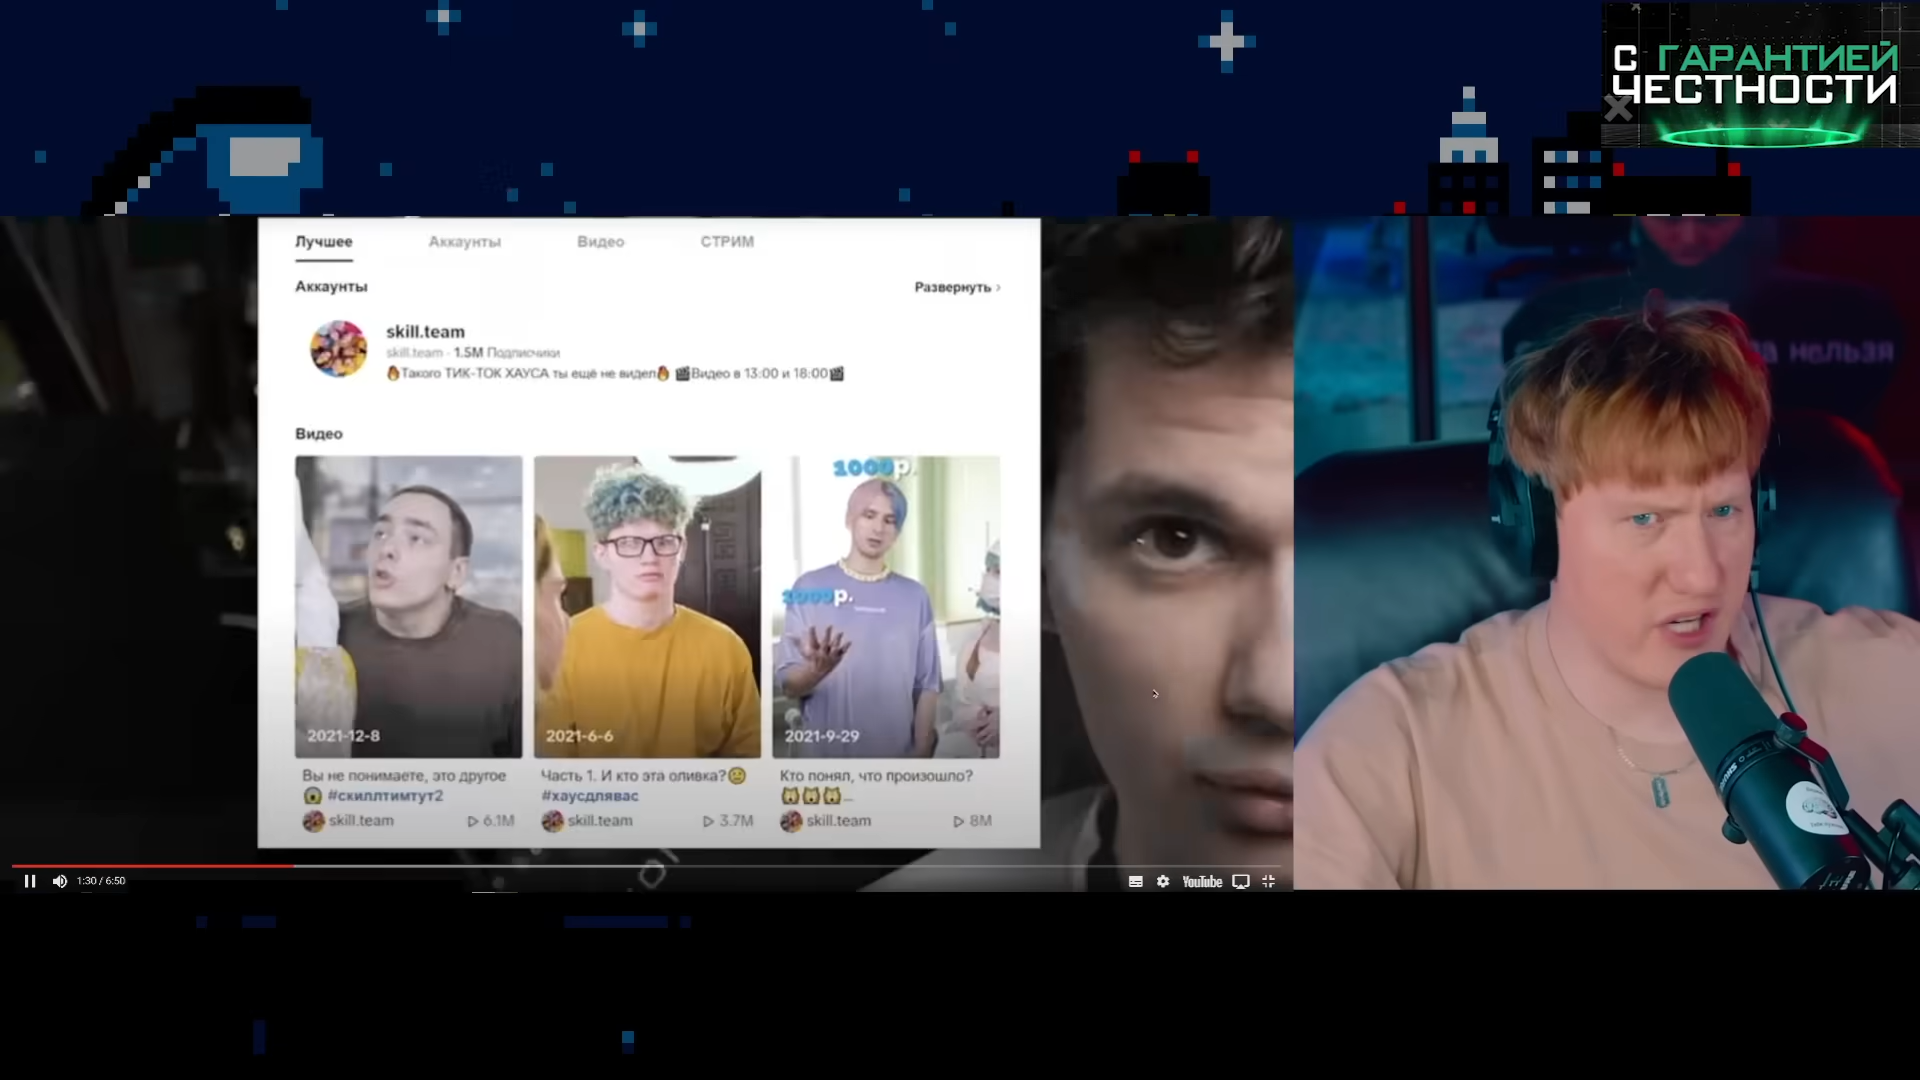 С ГАРАНТИЕЙ
ЧЕСТНОСТИ
Лучшее
Аккаунты
Видео
СТРИМ
Аккаунты
Развернуть ›
skill.team
skill.team · 1.5M Подписчики
🔥Такого ТИК-ТОК ХАУСА ты ещё не видел🔥 🎬Видео в 13:00 и 18:00🎬
нельзя
Видео
1000р.
1000р.
2021-12-8
2021-6-6
2021-9-29
Вы не понимаете, это другое
😱 #скиллтимтут2
skill.team
6.1M
Часть 1. И кто эта оливка?
#хаусдлявас
skill.team
3.7M
Кто понял, что произошло?
🙀🙀🙀...
skill.team
8M
1:30 / 6:50
YouTube